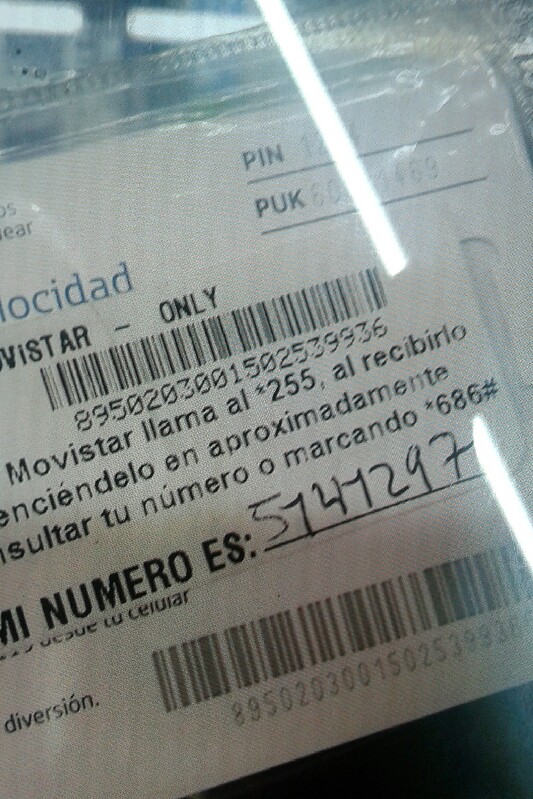 PIN
PUK
locidad
MOVISTAR - ONLY
8950203001502539936
Movistar llama al *255, al recibirlo
enciéndelo en aproximadamente
nsultar tu número o marcando *686#
MI NUMERO ES: 5141297
desde tu celular
diversión.